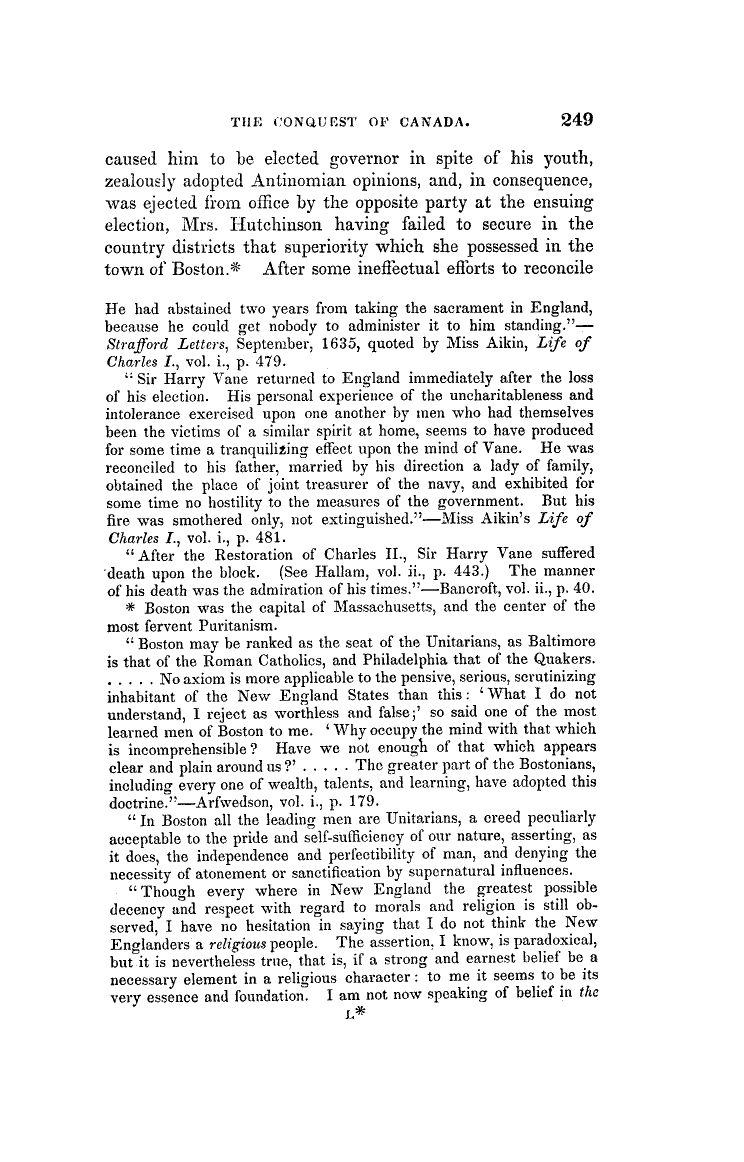 THE CONQUEST OF CANADA. 249
caused him to be elected governor in spite of his youth,
zealously adopted Antinomian opinions, and, in consequence,
was ejected from office by the opposite party at the ensuing
election, Mrs. Hutchinson having failed to secure in the
country districts that superiority which she possessed in the
town of Boston.* After some ineffectual efforts to reconcile
He had abstained two years from taking the sacrament in England,
because he could get nobody to administer it to him standing."—
Strafford Letters, September, 1635, quoted by Miss Aikin, Life of
Charles I., vol. i., p. 479.
"Sir Harry Vane returned to England immediately after the loss
of his election. His personal experience of the uncharitableness and
intolerance exercised upon one another by men who had themselves
been the victims of a similar spirit at home, seems to have produced
for some time a tranquilizing effect upon the mind of Vane. He was
reconciled to his father, married by his direction a lady of family,
obtained the place of joint treasurer of the navy, and exhibited for
some time no hostility to the measures of the government. But his
fire was smothered only, not extinguished."—Miss Aikin's Life of
Charles I., vol. i., p. 481.
"After the Restoration of Charles II., Sir Harry Vane suffered
death upon the block. (See Hallam, vol. ii., p. 443.) The manner
of his death was the admiration of his times."—Bancroft, vol. ii., p. 40.
* Boston was the capital of Massachusetts, and the center of the
most fervent Puritanism.
"Boston may be ranked as the seat of the Unitarians, as Baltimore
is that of the Roman Catholics, and Philadelphia that of the Quakers.
. . . . . No axiom is more applicable to the pensive, serious, scrutinizing
inhabitant of the New England States than this: 'What I do not
understand, I reject as worthless and false;' so said one of the most
learned men of Boston to me. 'Why occupy the mind with that which
is incomprehensible? Have we not enough of that which appears
clear and plain around us?' . . . . . The greater part of the Bostonians,
including every one of wealth, talents, and learning, have adopted this
doctrine."—Arfwedson, vol. i., p. 179.
"In Boston all the leading men are Unitarians, a creed peculiarly
acceptable to the pride and self-sufficiency of our nature, asserting, as
it does, the independence and perfectibility of man, and denying the
necessity of atonement or sanctification by supernatural influences.
"Though every where in New England the greatest possible
decency and respect with regard to morals and religion is still ob-
served, I have no hesitation in saying that I do not think the New
Englanders a religious people. The assertion, I know, is paradoxical,
but it is nevertheless true, that is, if a strong and earnest belief be a
necessary element in a religious character: to me it seems to be its
very essence and foundation. I am not now speaking of belief in the
L*